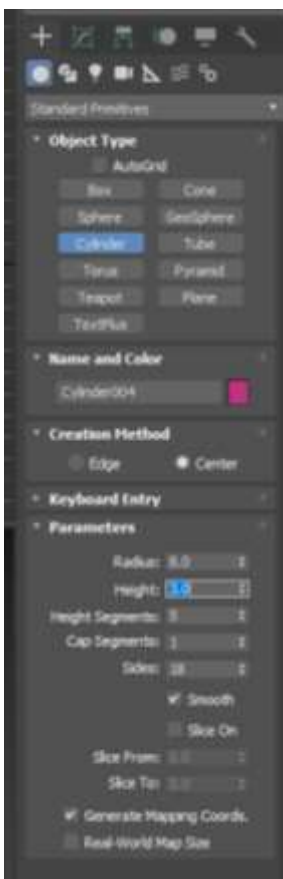 Standard Primitives
Object Type
AutoGrid
Box Cone
Sphere GeoSphere
Cylinder Tube
Torus Pyramid
Teapot Plane
TextPlus
Name and Color
Cylinder004
Creation Method
Edge Center
Keyboard Entry
Parameters
Radius:
Height:
Height Segments:
Cap Segments: 1
Sides: 18
Smooth
Slice On
Slice From:
Slice To:
Generate Mapping Coords.
Real-World Map Size